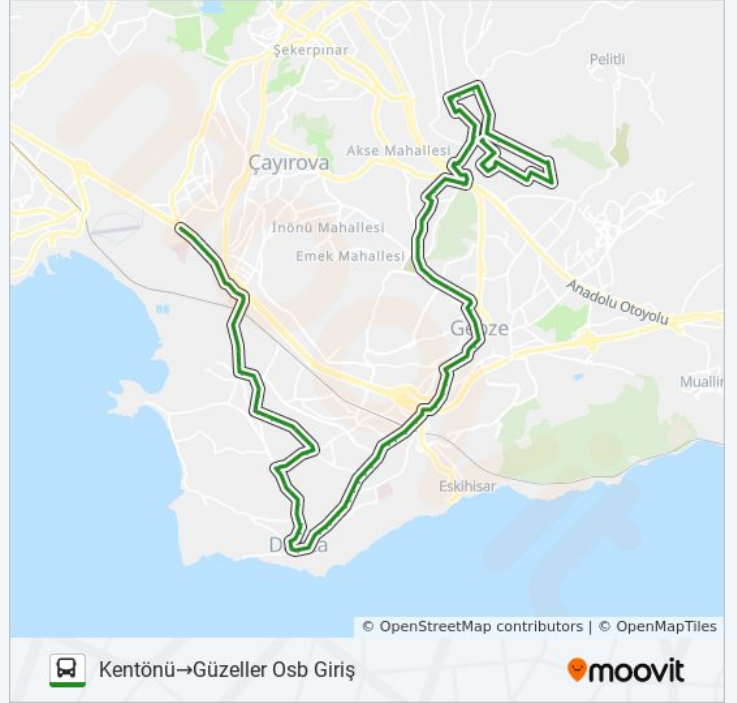 Şekerpınar
Pelitli
Akse Mahallesi
Çayırova
İnönü Mahallesi
Emek Mahallesi
Anadolu Otoyolu
Gebze
Eskihisar
© OpenStreetMap contributors | © OpenMapTiles
Kentönü→Güzeller Osb Giriş
moovit